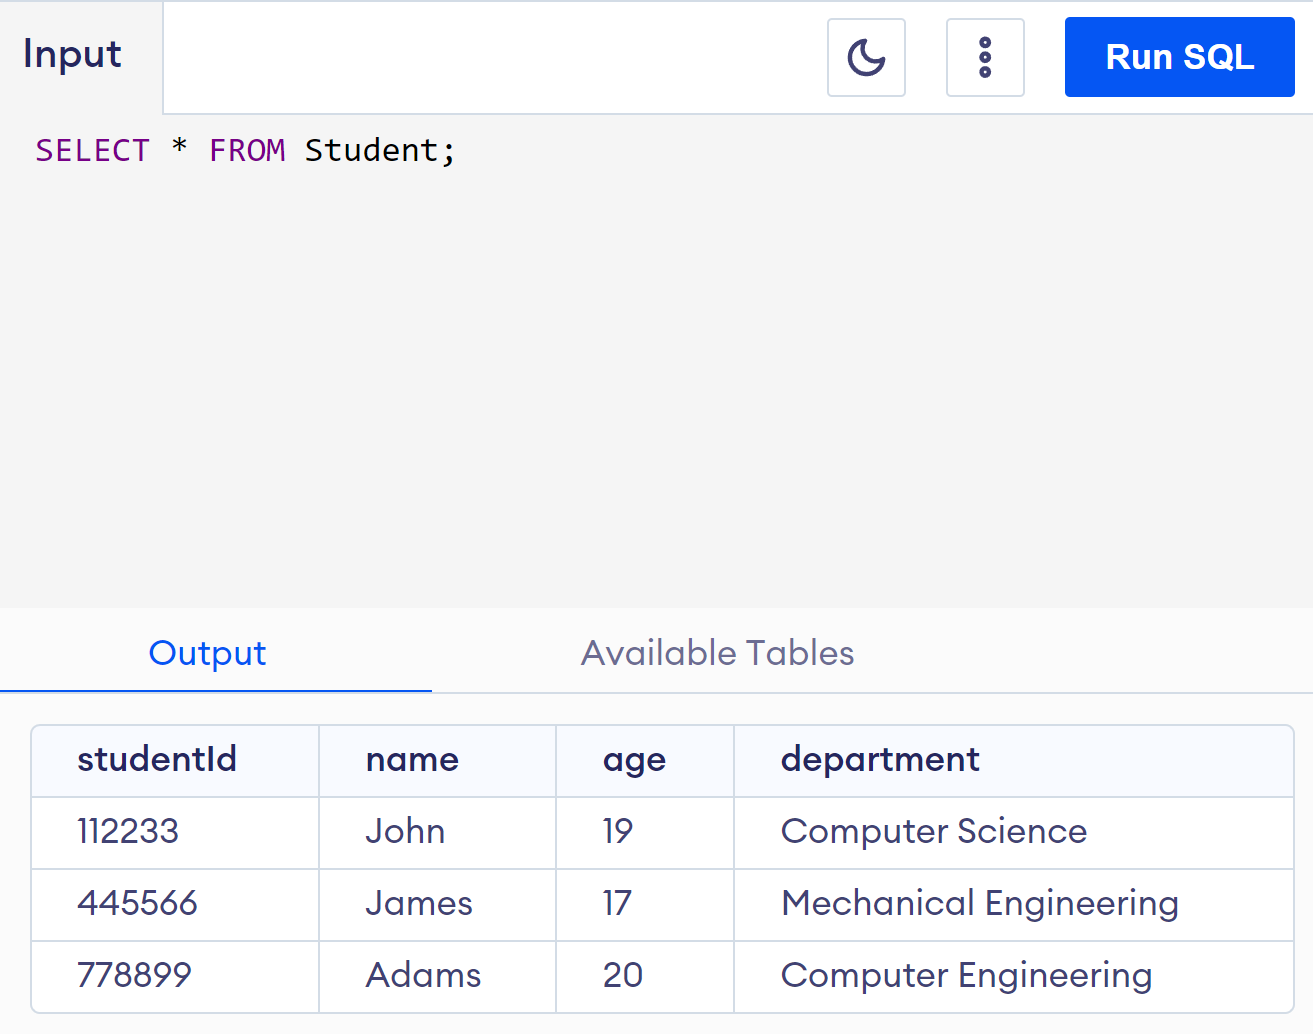 Input
Run SQL
SELECT * FROM Student;
Output Available Tables
studentId name age department
112233 John 19 Computer Science
445566 James 17 Mechanical Engineering
778899 Adams 20 Computer Engineering